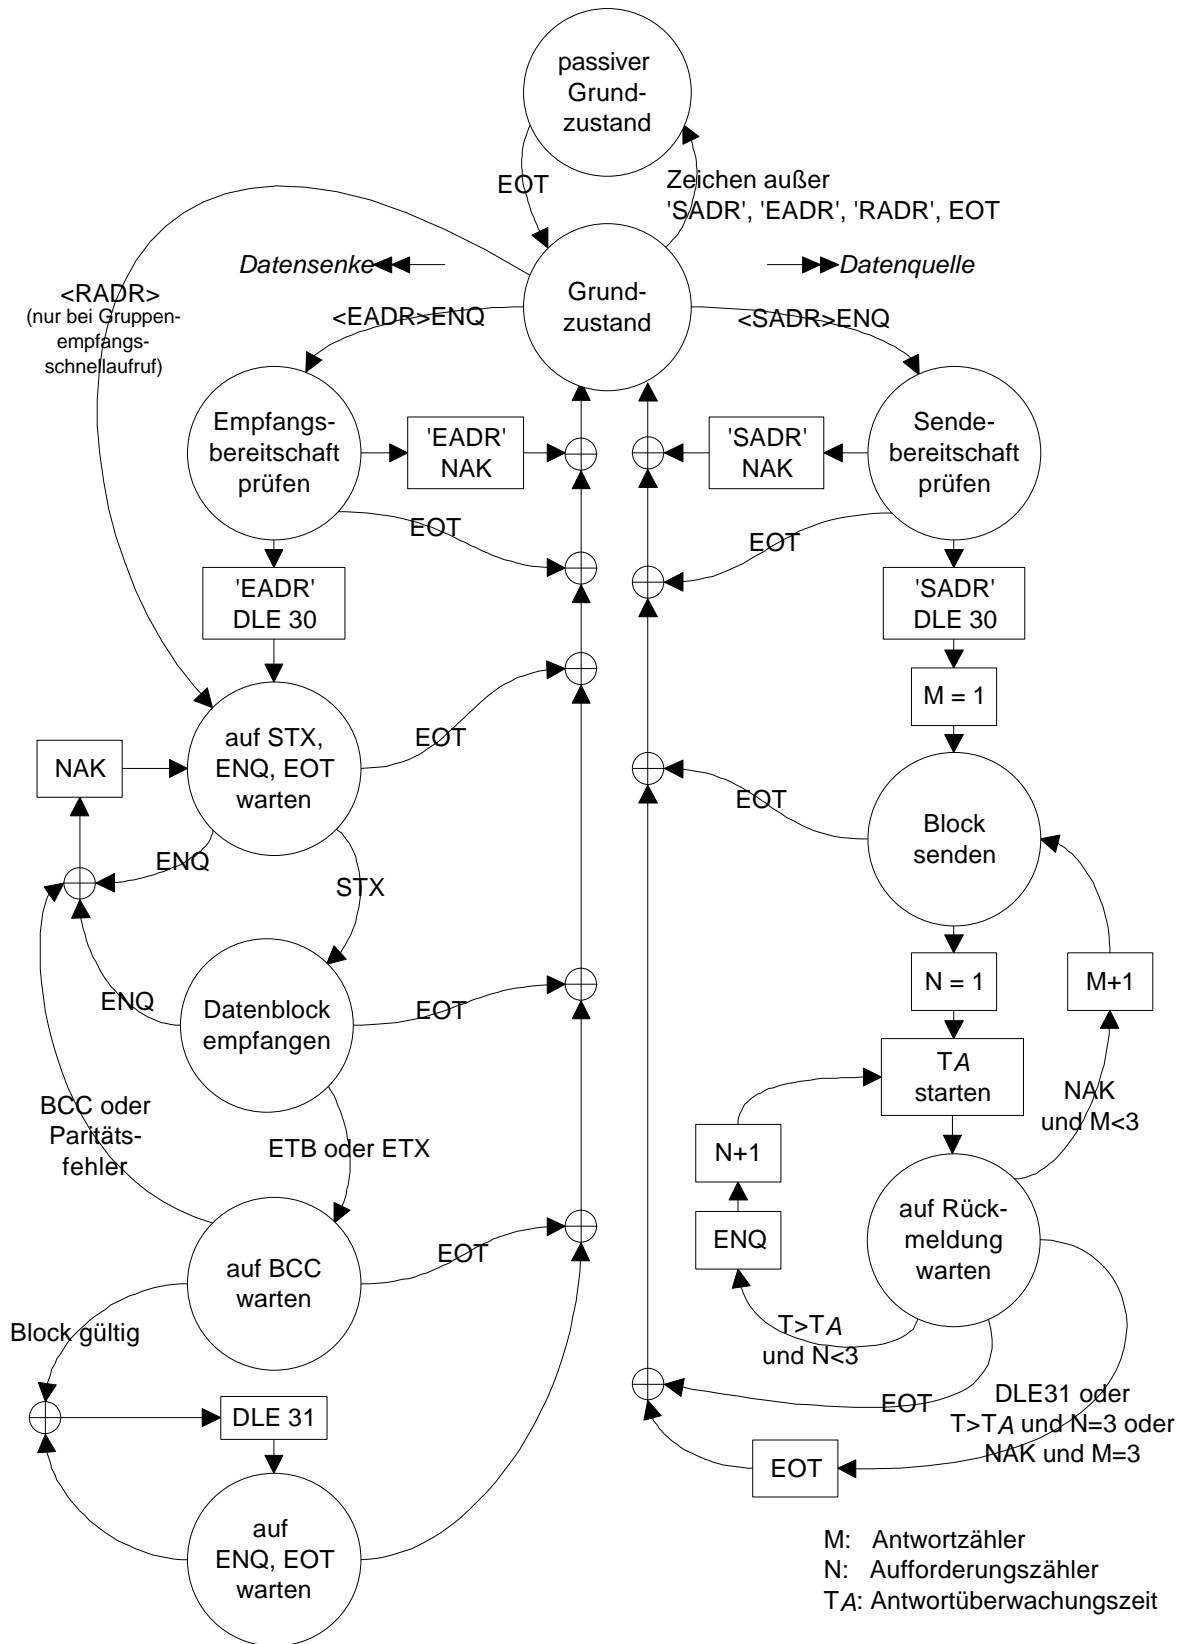 passiver
Grund-
zustand
EOT
Zeichen außer
'SADR', 'EADR', 'RADR', EOT
Datensenke
Datenquelle
Grund-
zustand
<RADR>
(nur bei Gruppen-
empfangs-
schnellaufruf)
<EADR>ENQ
<SADR>ENQ
Empfangs-
bereitschaft
prüfen
'EADR'
NAK
'SADR'
NAK
Sende-
bereitschaft
prüfen
EOT
EOT
'EADR'
DLE 30
'SADR'
DLE 30
M = 1
auf STX,
ENQ, EOT
warten
NAK
EOT
EOT
Block
senden
ENQ
STX
N = 1
M+1
Datenblock
empfangen
ENQ
EOT
TA
starten
NAK
und M<3
BCC oder
Paritäts-
fehler
ETB oder ETX
N+1
ENQ
auf Rück-
meldung
warten
auf BCC
warten
EOT
Block gültig
T>TA
und N<3
EOT
DLE31 oder
T>TA und N=3 oder
NAK und M=3
DLE 31
EOT
auf
ENQ, EOT
warten
M: Antwortzähler
N: Aufforderungszähler
TA: Antwortüberwachungszeit